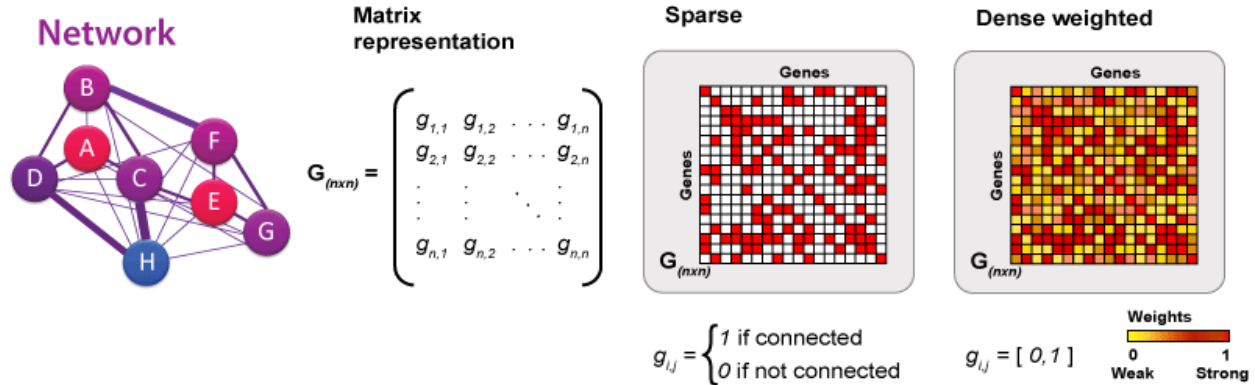 Network
B
F
A
D
C
E
G
H
Matrix
representation
G(nxn) =
g1,1 g1,2 . . . g1,n
g2,1 g2,2 . . . g2,n
. . . .
. . . .
. . . .
gn,1 gn,2 . . . gn,n
Sparse
Genes
Genes
G(nxn)
gi,j = { 1 if connected
0 if not connected
Dense weighted
Genes
Genes
G(nxn)
gi,j = [ 0,1 ]
Weights
0 1
Weak Strong